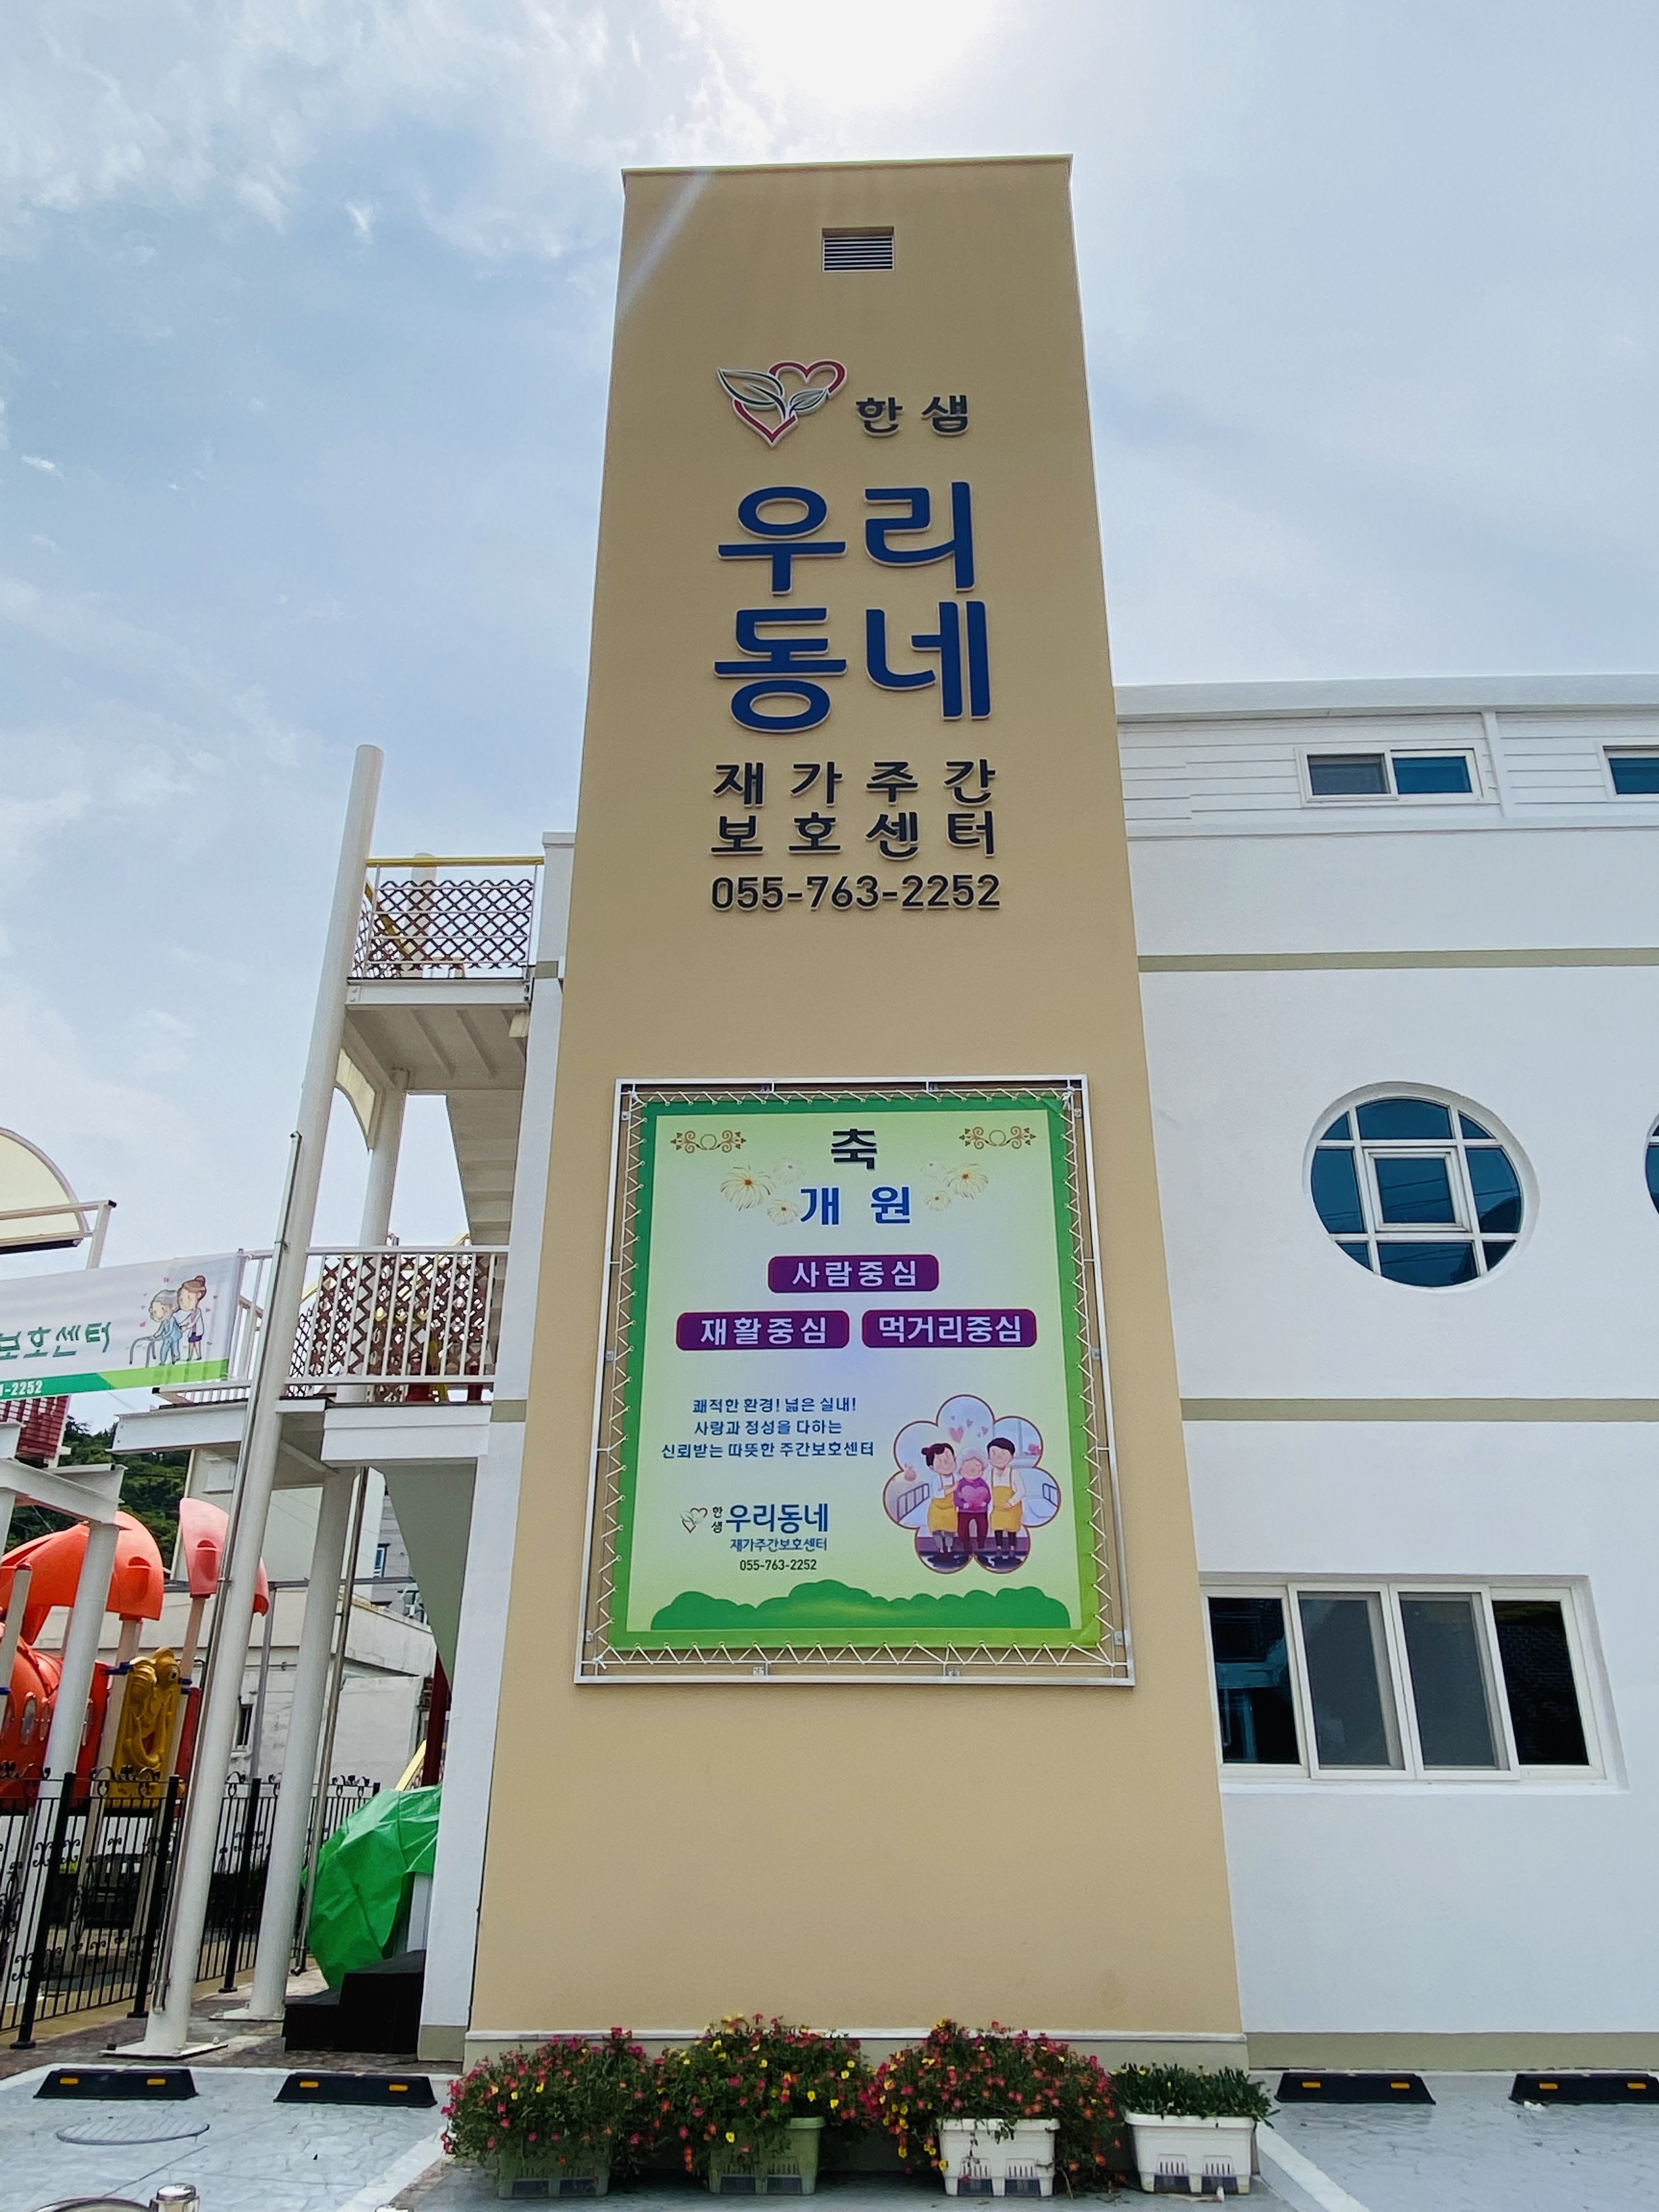 한샘
우리
동네
재가주간
보호센터
055-763-2252
축
개원
사람중심
재활중심 먹거리중심
쾌적한 환경! 넓은 실내!
사랑과 정성을 다하는
신뢰받는 따뜻한 주간보호센터
한샘 우리동네
재가주간보호센터
055-763-2252
보호센터
-2252